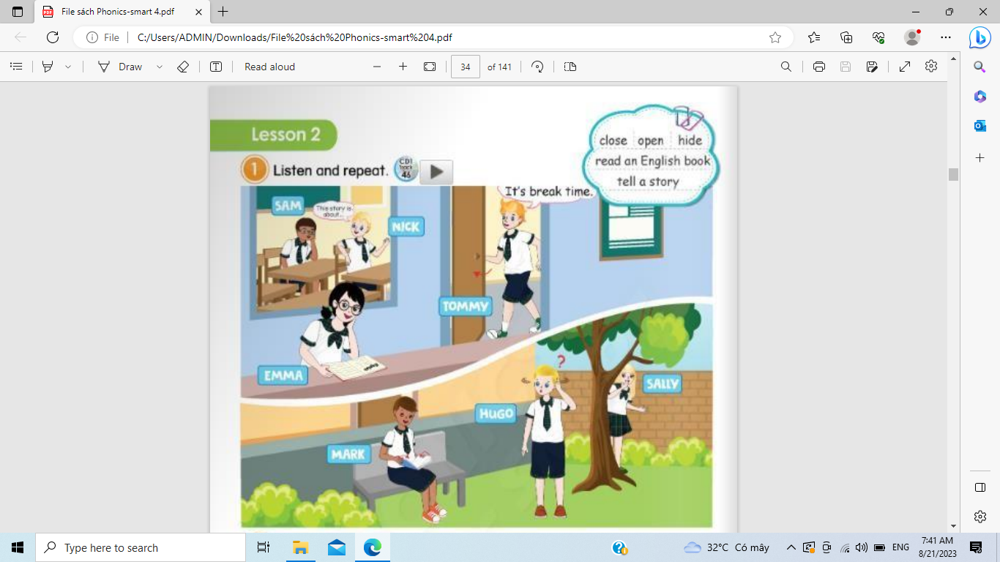 File sách Phonics-smart 4.pdf
File
C:/Users/ADMIN/Downloads/File%20sách%20Phonics-smart%204.pdf
Draw
Read aloud
34
of 141
Lesson 2
close open hide
read an English book
tell a story
1 Listen and repeat.
CD1
Track
46
It's break time.
SAM
This story is
about...
NICK
TOMMY
EMMA
SALLY
HUGO
MARK
Type here to search
32°C Có mây
ENG
7:41 AM
8/21/2023